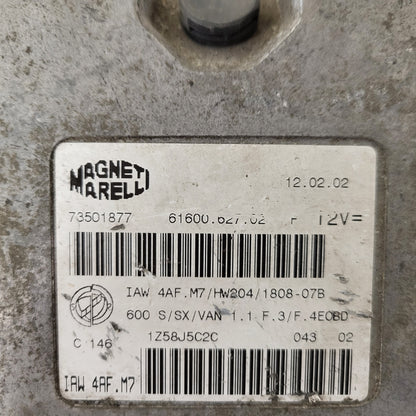 MAGNETI
MARELLI
12.02.02
73501877 61600.627.02 F 12V=
IAW 4AF.M7/HW204/1808-07B
600 S/SX/VAN 1.1 F.3/F.4EOBD
C 146 1Z58J5C2C 043 02
IAW 4AF.M7